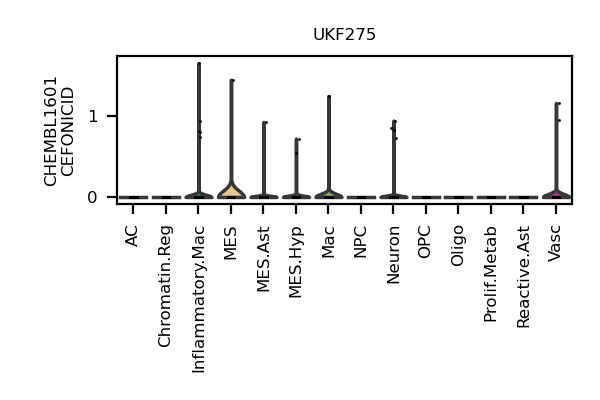 UKF275
CHEMBL1601
CEFONICID
1
0
AC
Chromatin.Reg
Inflammatory.Mac
MES
MES.Ast
MES.Hyp
Mac
NPC
Neuron
OPC
Oligo
Prolif.Metab
Reactive.Ast
Vasc